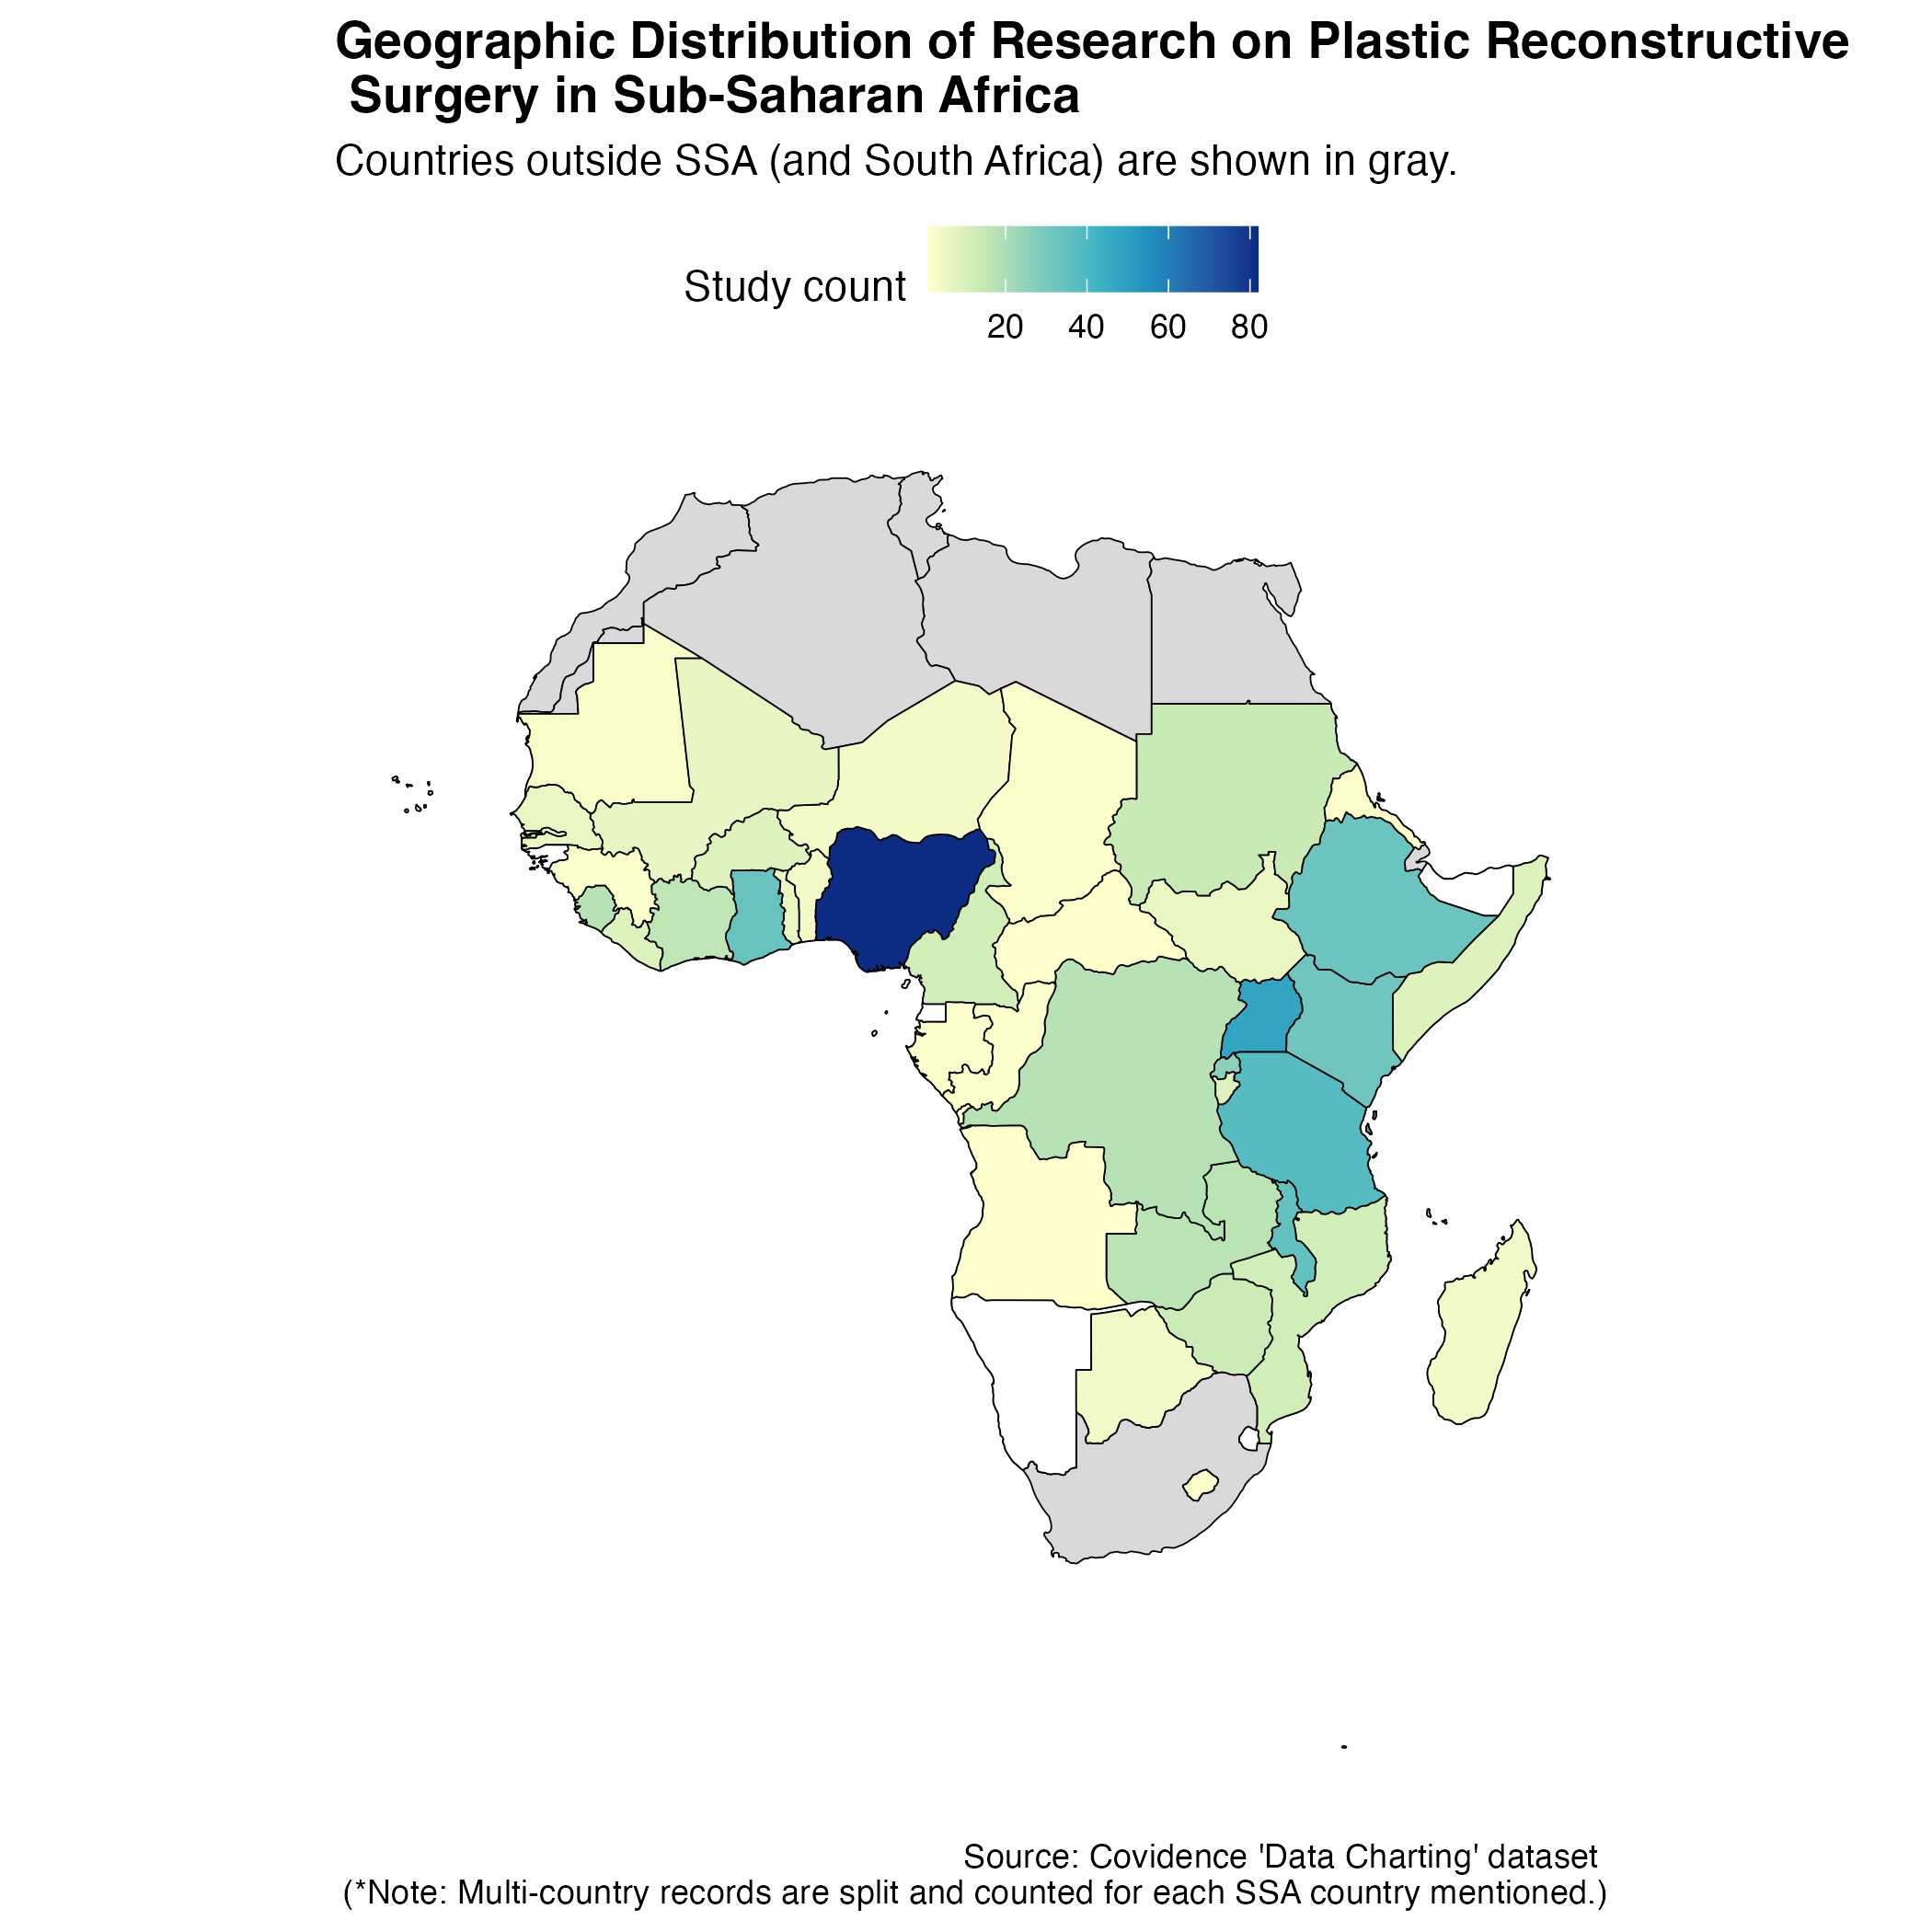 Geographic Distribution of Research on Plastic Reconstructive
Surgery in Sub-Saharan Africa
Countries outside SSA (and South Africa) are shown in gray.
Study count
20 40 60 80
Source: Covidence 'Data Charting' dataset
(*Note: Multi-country records are split and counted for each SSA country mentioned.)